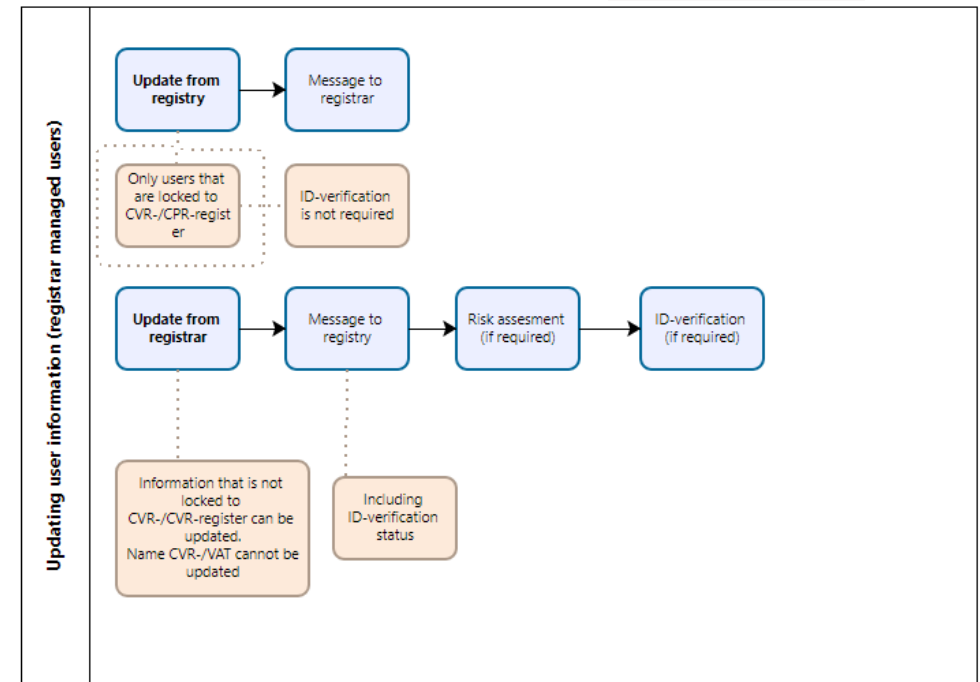 Updating user information (registrar managed users)
Update from
registry
Message to
registrar
Only users that
are locked to
CVR-/CPR-regist
er
ID-verification
is not required
Update from
registrar
Message to
registry
Risk assesment
(if required)
ID-verification
(if required)
Information that is not
locked to
CVR-/CVR-register can be
updated.
Name CVR-/VAT cannot be
updated
Including
ID-verification
status